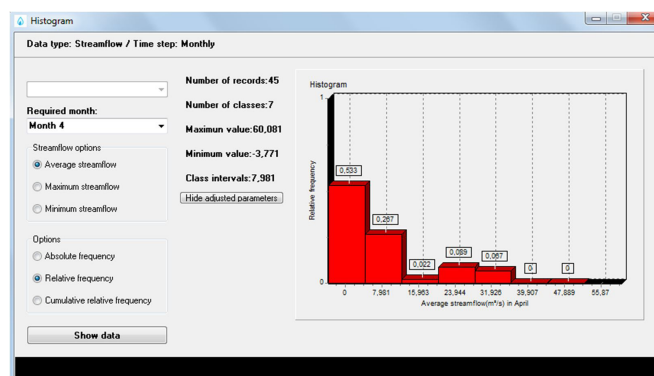 Histogram
Data type: Streamflow / Time step: Monthly
Number of records:45
Required month:
Number of classes:7
Month 4
Maximun value:60,081
Streamflow options
Average streamflow
Minimum value:-3,771
Maximum streamflow
Class intervals:7,981
Minimum streamflow
Hide adjusted parameters
Options
Absolute frequency
Relative frequency
Cumulative relative frequency
Show data
Histogram
1
Relative frequency
0
0,533
0,267
0,022
0,089
0,067
0
0
0 7,981 15,963 23,944 31,926 39,907 47,889 55,87
Average streamflow(m³/s) in April